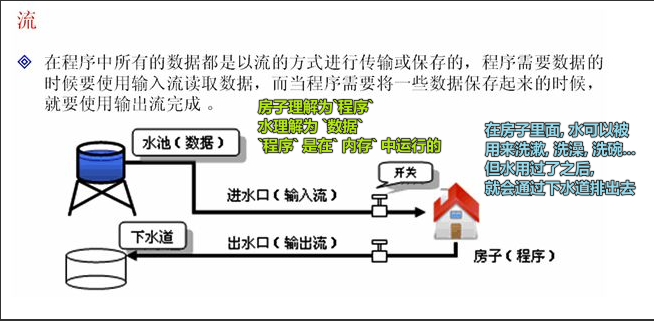 流
在程序中所有的数据都是以流的方式进行传输或保存的，程序需要数据的
时候要使用输入流读取数据，而当程序需要将一些数据保存起来的时候，
就要使用输出流完成 。
房子理解为`程序`
水理解为 `数据`
`程序` 是在`内存` 中运行的
在房子里面, 水可以被
用来洗漱, 洗澡, 洗碗...
但水用过了之后,
就会通过下水道排出去
水池（数据）
开关
进水口（输入流）
下水道
出水口（输出流）
房子（程序）